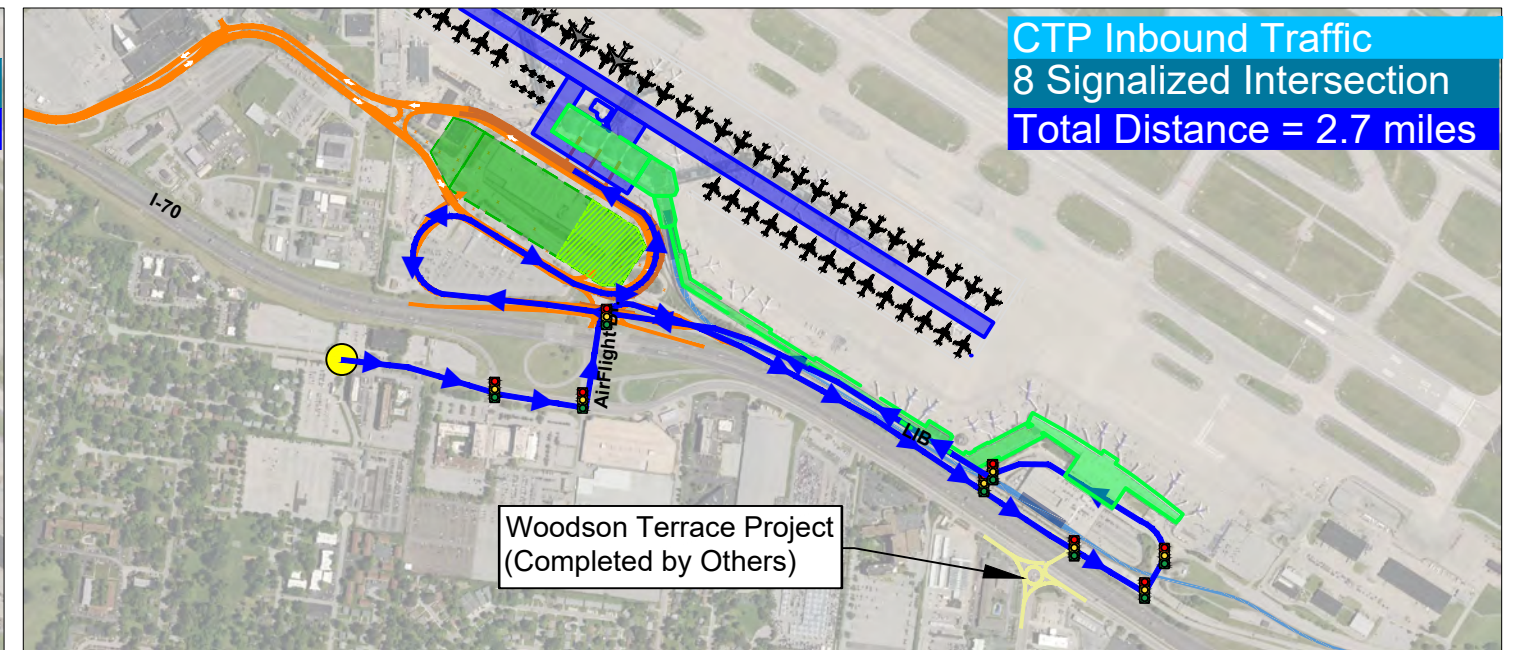 CTP Inbound Traffic
8 Signalized Intersection
Total Distance = 2.7 miles
I-70
AirFlight
LIB
Woodson Terrace Project
(Completed by Others)